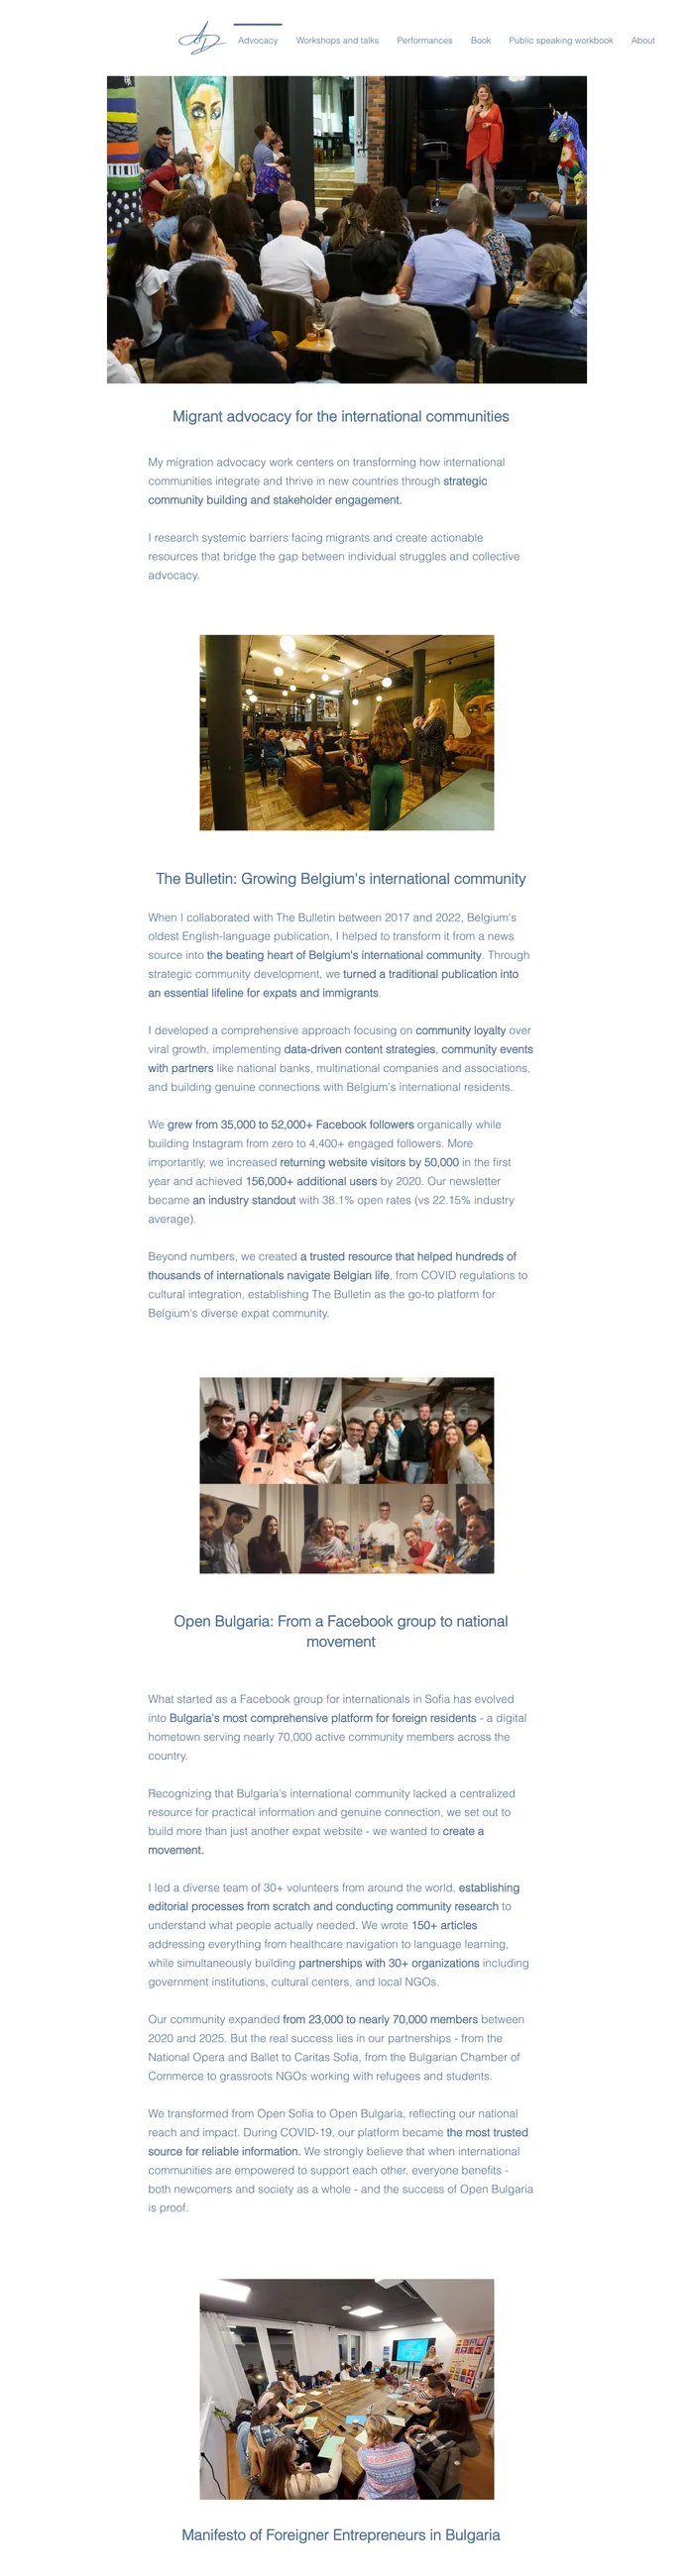 AD
Advocacy
Workshops and talks
Performances
Book
Public speaking workbook
About
Migrant advocacy for the international communities
My migration advocacy work centers on transforming how international
communities integrate and thrive in new countries through strategic
community building and stakeholder engagement.
I research systemic barriers facing migrants and create actionable
resources that bridge the gap between individual struggles and collective
advocacy.
The Bulletin: Growing Belgium's international community
When I collaborated with The Bulletin between 2017 and 2022, Belgium's
oldest English-language publication, I helped to transform it from a news
source into the beating heart of Belgium's international community. Through
strategic community development, we turned a traditional publication into
an essential lifeline for expats and immigrants.
I developed a comprehensive approach focusing on community loyalty over
viral growth, implementing data-driven content strategies, community events
with partners like national banks, multinational companies and associations,
and building genuine connections with Belgium's international residents.
We grew from 35,000 to 52,000+ Facebook followers organically while
building Instagram from zero to 4,400+ engaged followers. More
importantly, we increased returning website visitors by 50,000 in the first
year and achieved 156,000+ additional users by 2020. Our newsletter
became an industry standout with 38.1% open rates (vs 22.15% industry
average).
Beyond numbers, we created a trusted resource that helped hundreds of
thousands of internationals navigate Belgian life, from COVID regulations to
cultural integration, establishing The Bulletin as the go-to platform for
Belgium's diverse expat community.
Open Bulgaria: From a Facebook group to national
movement
What started as a Facebook group for internationals in Sofia has evolved
into Bulgaria's most comprehensive platform for foreign residents - a digital
hometown serving nearly 70,000 active community members across the
country.
Recognizing that Bulgaria's international community lacked a centralized
resource for practical information and genuine connection, we set out to
build more than just another expat website - we wanted to create a
movement.
I led a diverse team of 30+ volunteers from around the world, establishing
editorial processes from scratch and conducting community research to
understand what people actually needed. We wrote 150+ articles
addressing everything from healthcare navigation to language learning,
while simultaneously building partnerships with 30+ organizations including
government institutions, cultural centers, and local NGOs.
Our community expanded from 23,000 to nearly 70,000 members between
2020 and 2025. But the real success lies in our partnerships - from the
National Opera and Ballet to Caritas Sofia, from the Bulgarian Chamber of
Commerce to grassroots NGOs working with refugees and students.
We transformed from Open Sofia to Open Bulgaria, reflecting our national
reach and impact. During COVID-19, our platform became the most trusted
source for reliable information. We strongly believe that when international
communities are empowered to support each other, everyone benefits -
both newcomers and society as a whole - and the success of Open Bulgaria
is proof.
Manifesto of Foreigner Entrepreneurs in Bulgaria